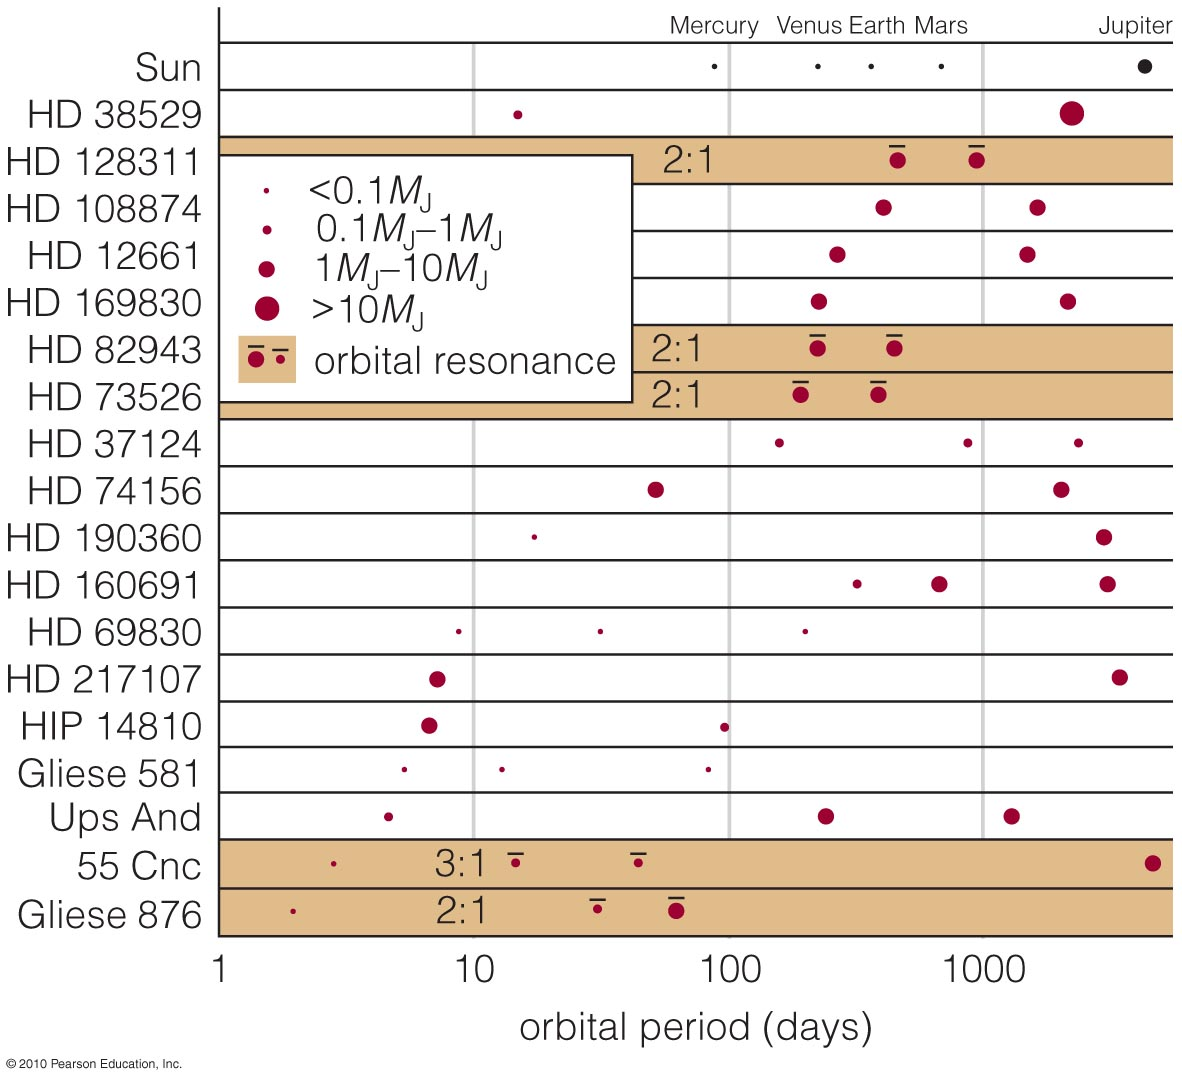 Mercury Venus Earth Mars Jupiter
Sun
HD 38529
HD 128311 2:1
HD 108874
HD 12661
HD 169830
HD 82943 2:1
HD 73526 2:1
<0.1MJ
0.1MJ–1MJ
1MJ–10MJ
>10MJ
orbital resonance
HD 37124
HD 74156
HD 190360
HD 160691
HD 69830
HD 217107
HIP 14810
Gliese 581
Ups And
55 Cnc 3:1
Gliese 876 2:1
1 10 100 1000
orbital period (days)
© 2010 Pearson Education, Inc.